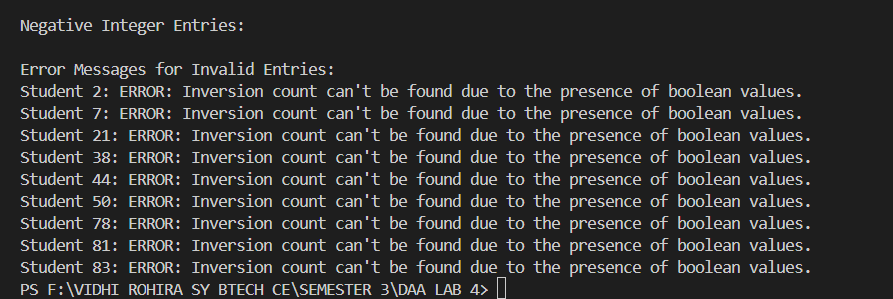 Negative Integer Entries:
Error Messages for Invalid Entries:
Student 2: ERROR: Inversion count can't be found due to the presence of boolean values.
Student 7: ERROR: Inversion count can't be found due to the presence of boolean values.
Student 21: ERROR: Inversion count can't be found due to the presence of boolean values.
Student 38: ERROR: Inversion count can't be found due to the presence of boolean values.
Student 44: ERROR: Inversion count can't be found due to the presence of boolean values.
Student 50: ERROR: Inversion count can't be found due to the presence of boolean values.
Student 78: ERROR: Inversion count can't be found due to the presence of boolean values.
Student 81: ERROR: Inversion count can't be found due to the presence of boolean values.
Student 83: ERROR: Inversion count can't be found due to the presence of boolean values.
PS F:\VIDHI ROHIRA SY BTECH CE\SEMESTER 3\DAA LAB 4>